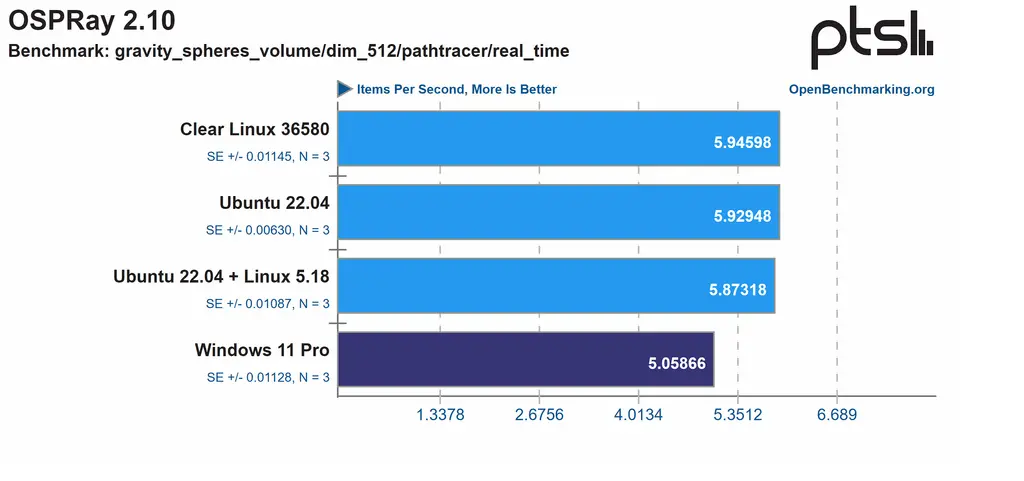 OSPRay 2.10
Benchmark: gravity_spheres_volume/dim_512/pathtracer/real_time
ptsl
Items Per Second, More Is Better
OpenBenchmarking.org
Clear Linux 36580
SE +/- 0.01145, N = 3
5.94598
Ubuntu 22.04
SE +/- 0.00630, N = 3
5.92948
Ubuntu 22.04 + Linux 5.18
SE +/- 0.01087, N = 3
5.87318
Windows 11 Pro
SE +/- 0.01128, N = 3
5.05866
1.3378 2.6756 4.0134 5.3512 6.689